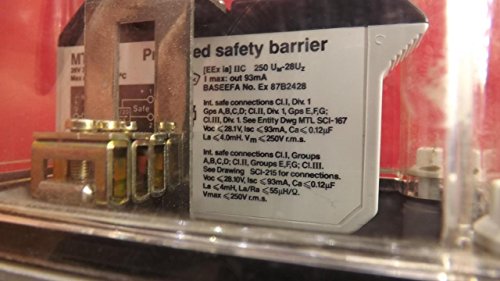 ed safety barrier
[EEx ia] IIC 250 Um-28Uz
I max: out 93mA
BASEEFA No. Ex 87B2428
Int. safe connections Cl.I, Div. 1
Gps A,B,C,D; Cl.II, Div. 1, Gps E,F,G;
Cl.III, Div. 1. See Entity Dwg MTL SCI-167
Voc ≤28.1V, Isc ≤93mA, Ca≤0.12µF
La ≤4.0mH. Vm≤250V r.m.s.
Int. safe connections Cl.I, Groups
A,B,C,D; Cl.II, Groups E,F,G; Cl.III.
See Drawing SCI-215 for connections.
Voc ≤28.10V, Isc ≤93mA, Ca≤0.12µF
La ≤4mH, La/Ra ≤55µH/Ω.
Vmax ≤250V r.m.s.
MT
Safe